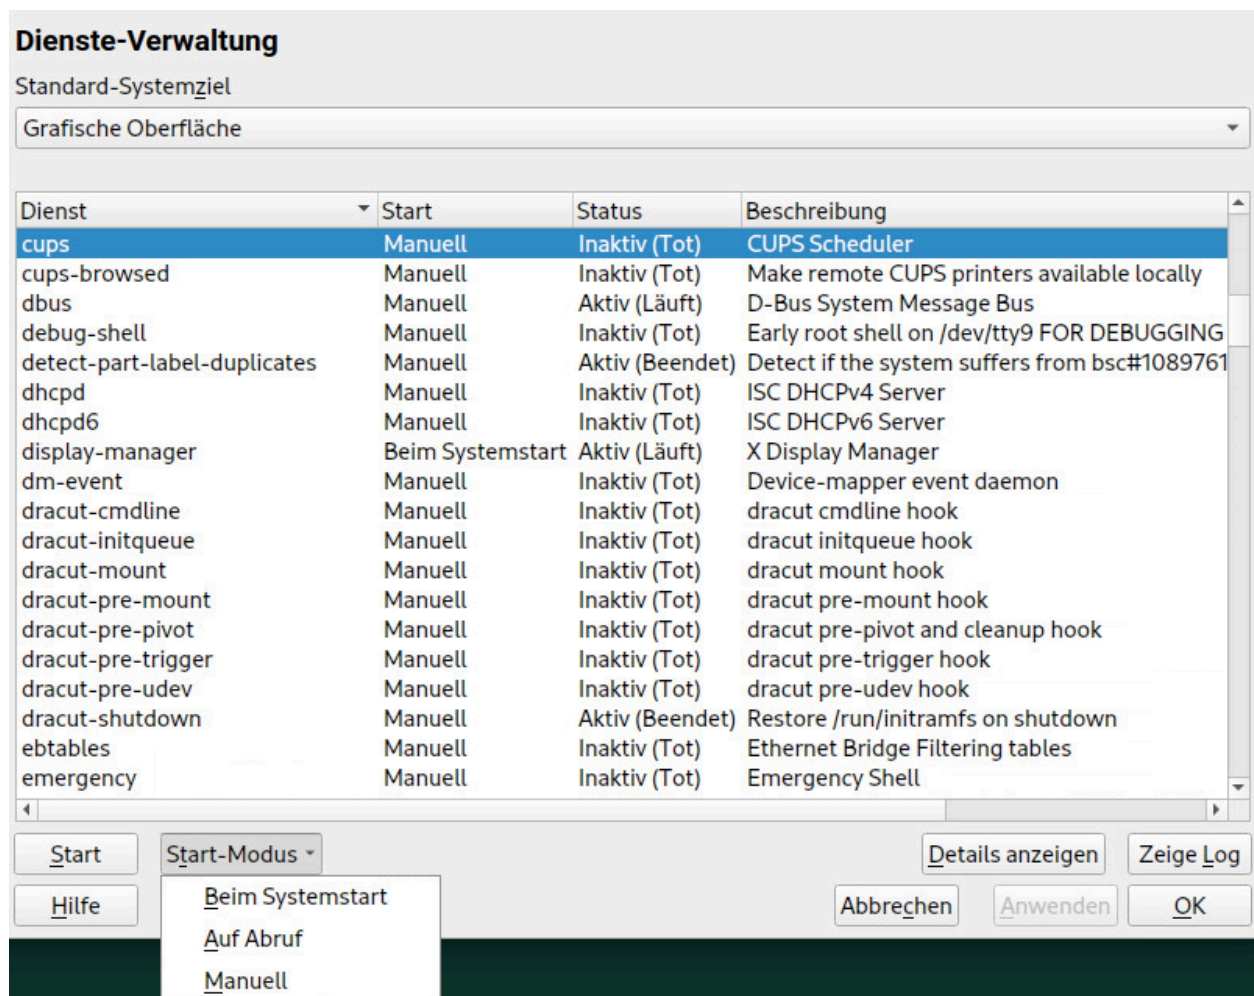 Dienste-Verwaltung
Standard-Systemziel
Grafische Oberfläche
Dienst Start Status Beschreibung
cups Manuell Inaktiv (Tot) CUPS Scheduler
cups-browsed Manuell Inaktiv (Tot) Make remote CUPS printers available locally
dbus Manuell Aktiv (Läuft) D-Bus System Message Bus
debug-shell Manuell Inaktiv (Tot) Early root shell on /dev/tty9 FOR DEBUGGING
detect-part-label-duplicates Manuell Aktiv (Beendet) Detect if the system suffers from bsc#1089761
dhcpd Manuell Inaktiv (Tot) ISC DHCPv4 Server
dhcpd6 Manuell Inaktiv (Tot) ISC DHCPv6 Server
display-manager Beim Systemstart Aktiv (Läuft) X Display Manager
dm-event Manuell Inaktiv (Tot) Device-mapper event daemon
dracut-cmdline Manuell Inaktiv (Tot) dracut cmdline hook
dracut-initqueue Manuell Inaktiv (Tot) dracut initqueue hook
dracut-mount Manuell Inaktiv (Tot) dracut mount hook
dracut-pre-mount Manuell Inaktiv (Tot) dracut pre-mount hook
dracut-pre-pivot Manuell Inaktiv (Tot) dracut pre-pivot and cleanup hook
dracut-pre-trigger Manuell Inaktiv (Tot) dracut pre-trigger hook
dracut-pre-udev Manuell Inaktiv (Tot) dracut pre-udev hook
dracut-shutdown Manuell Aktiv (Beendet) Restore /run/initramfs on shutdown
ebtables Manuell Inaktiv (Tot) Ethernet Bridge Filtering tables
emergency Manuell Inaktiv (Tot) Emergency Shell
Start Start-Modus Details anzeigen Zeige Log
Hilfe Beim Systemstart Abbrechen Anwenden OK
Auf Abruf
Manuell